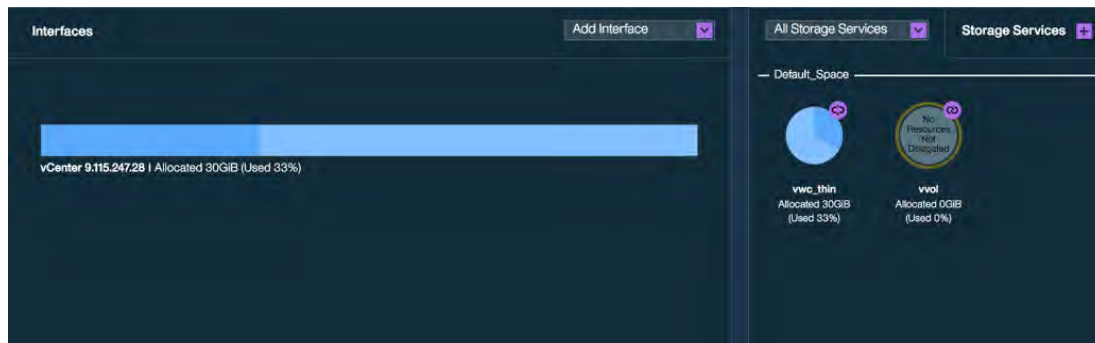 Interfaces
Add Interface
vCenter 9.115.247.28 | Allocated 30GiB (Used 33%)
All Storage Services
Storage Services
Default_Space
vwc_thin
Allocated 30GiB
(Used 33%)
No
Resources
Not
Delegated
vvol
Allocated 0GiB
(Used 0%)